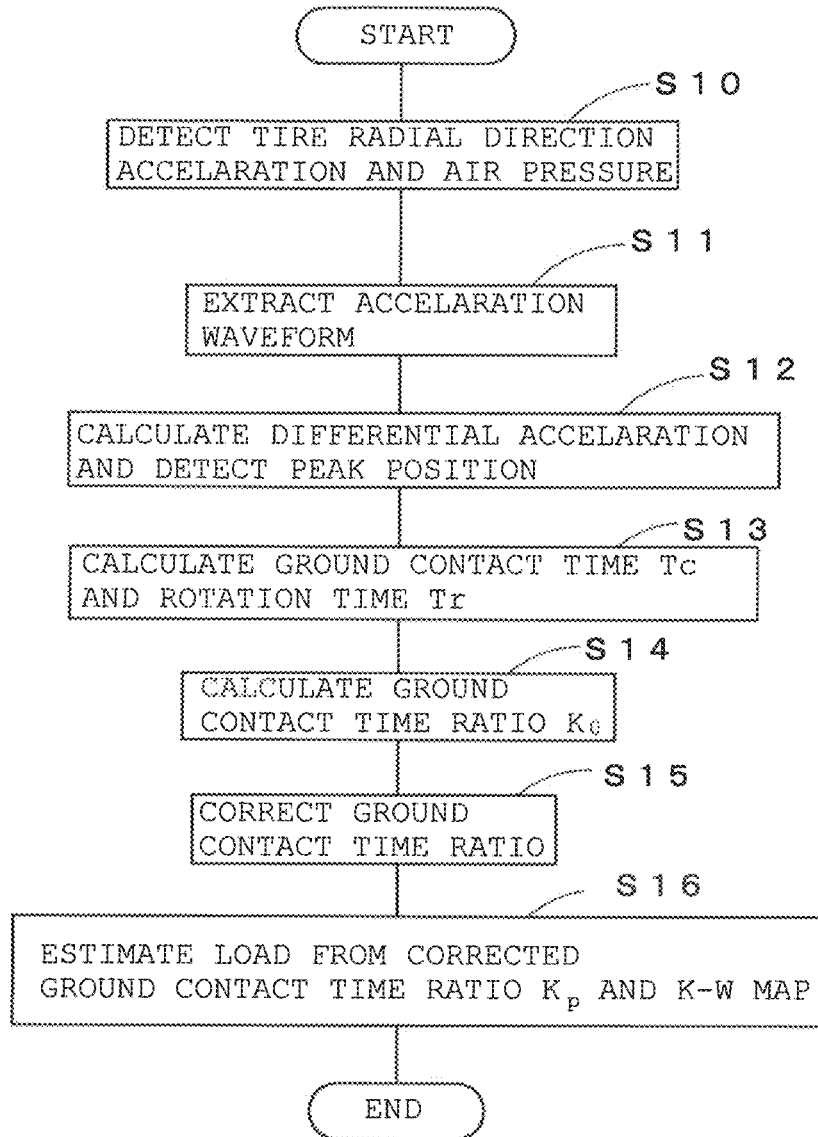 START
S10
DETECT TIRE RADIAL DIRECTION
ACCELARATION AND AIR PRESSURE
S11
EXTRACT ACCELARATION
WAVEFORM
S12
CALCULATE DIFFERENTIAL ACCELARATION
AND DETECT PEAK POSITION
S13
CALCULATE GROUND CONTACT TIME Tc
AND ROTATION TIME Tr
S14
CALCULATE GROUND
CONTACT TIME RATIO K₀
S15
CORRECT GROUND
CONTACT TIME RATIO
S16
ESTIMATE LOAD FROM CORRECTED
GROUND CONTACT TIME RATIO Kₚ AND K-W MAP
END